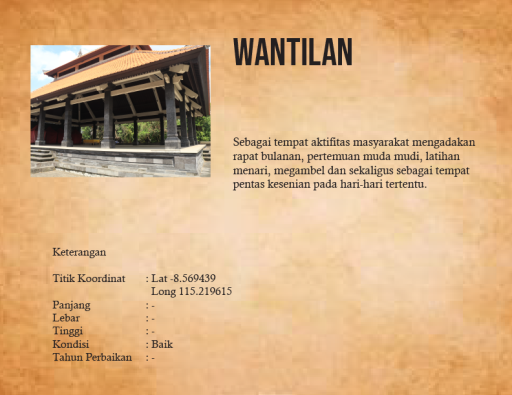 WANTILAN
Sebagai tempat aktifitas masyarakat mengadakan
rapat bulanan, pertemuan muda mudi, latihan
menari, megambel dan sekaligus sebagai tempat
pentas kesenian pada hari-hari tertentu.
Keterangan
Titik Koordinat : Lat -8.569439
Long 115.219615
Panjang : -
Lebar : -
Tinggi : -
Kondisi : Baik
Tahun Perbaikan : -